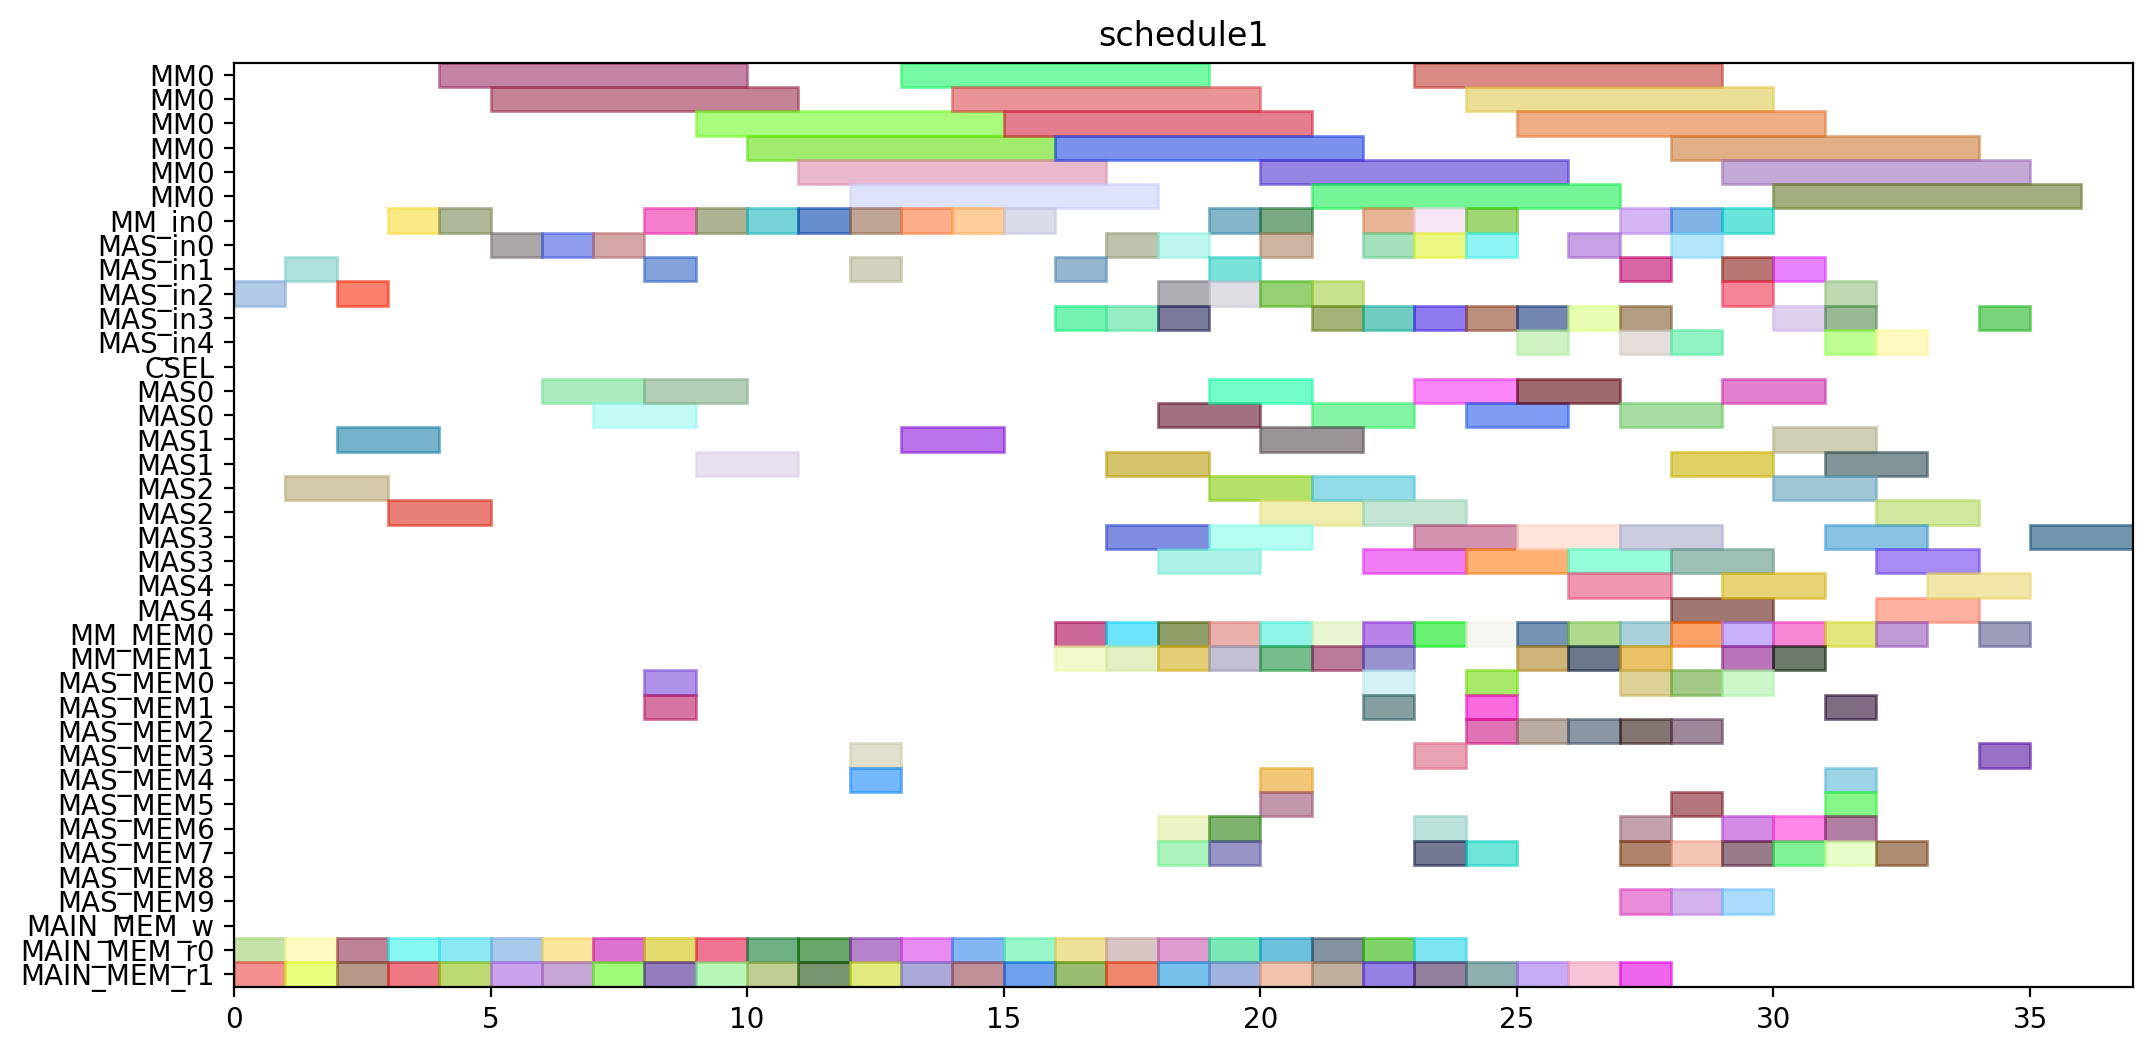 schedule1
MM0
MM0
MM0
MM0
MM0
MM0
MM_in0
MAS_in0
MAS_in1
MAS_in2
MAS_in3
MAS_in4
CSEL
MAS0
MAS0
MAS1
MAS1
MAS2
MAS2
MAS3
MAS3
MAS4
MAS4
MM_MEM0
MM_MEM1
MAS_MEM0
MAS_MEM1
MAS_MEM2
MAS_MEM3
MAS_MEM4
MAS_MEM5
MAS_MEM6
MAS_MEM7
MAS_MEM8
MAS_MEM9
MAIN_MEM_w
MAIN_MEM_r0
MAIN_MEM_r1
0 5 10 15 20 25 30 35